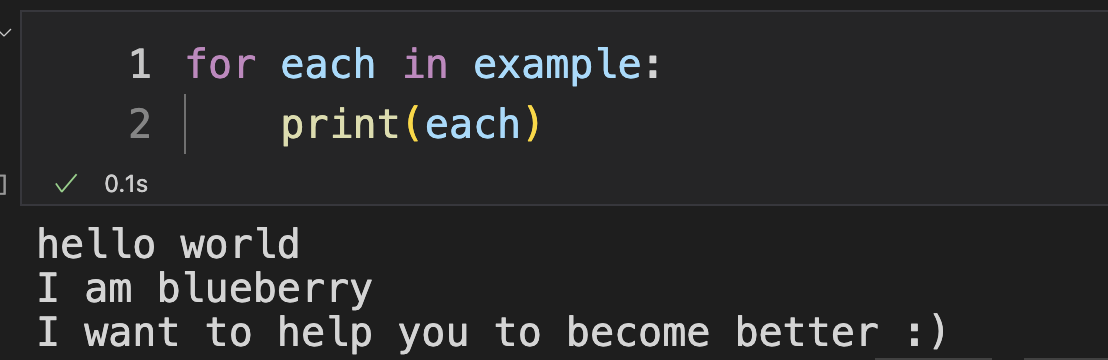 1 for each in example:
2     print(each)
0.1s
hello world
I am blueberry
I want to help you to become better :)